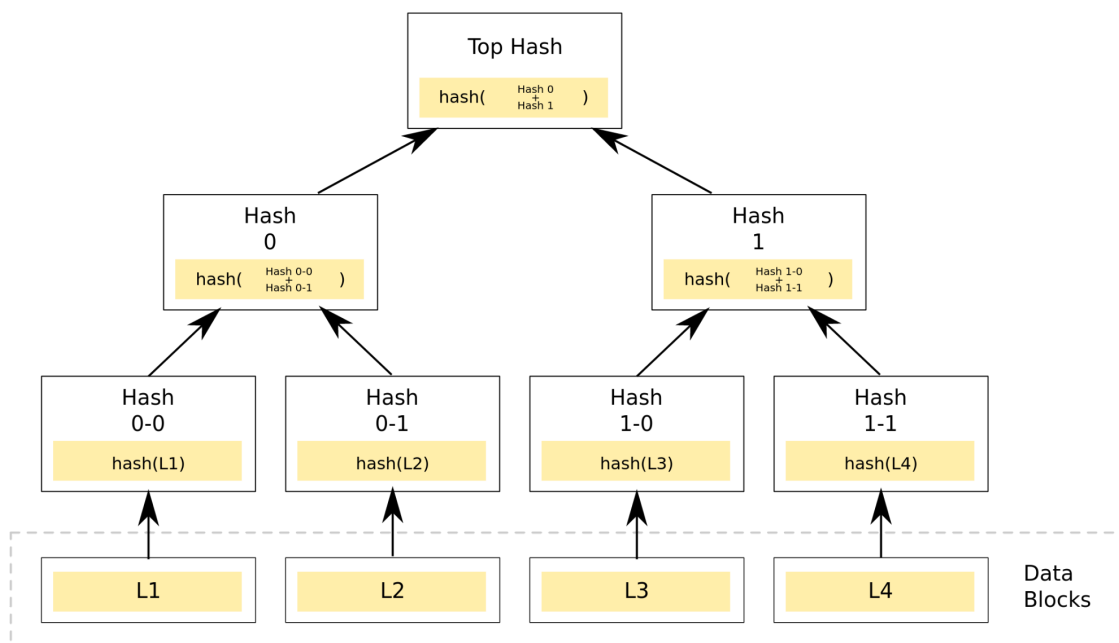 Top Hash
hash( Hash 0 + Hash 1 )
Hash
0
hash( Hash 0-0 + Hash 0-1 )
Hash
1
hash( Hash 1-0 + Hash 1-1 )
Hash
0-0
hash(L1)
Hash
0-1
hash(L2)
Hash
1-0
hash(L3)
Hash
1-1
hash(L4)
L1
L2
L3
L4
Data
Blocks